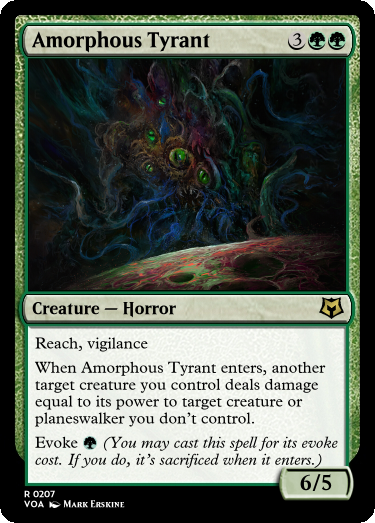 Amorphous Tyrant 3
Creature — Horror
Reach, vigilance
When Amorphous Tyrant enters, another
target creature you control deals damage
equal to its power to target creature or
planeswalker you don't control.
Evoke (You may cast this spell for its evoke
cost. If you do, it's sacrificed when it enters.)
6/5
R 0207
VOA Mark Erskine